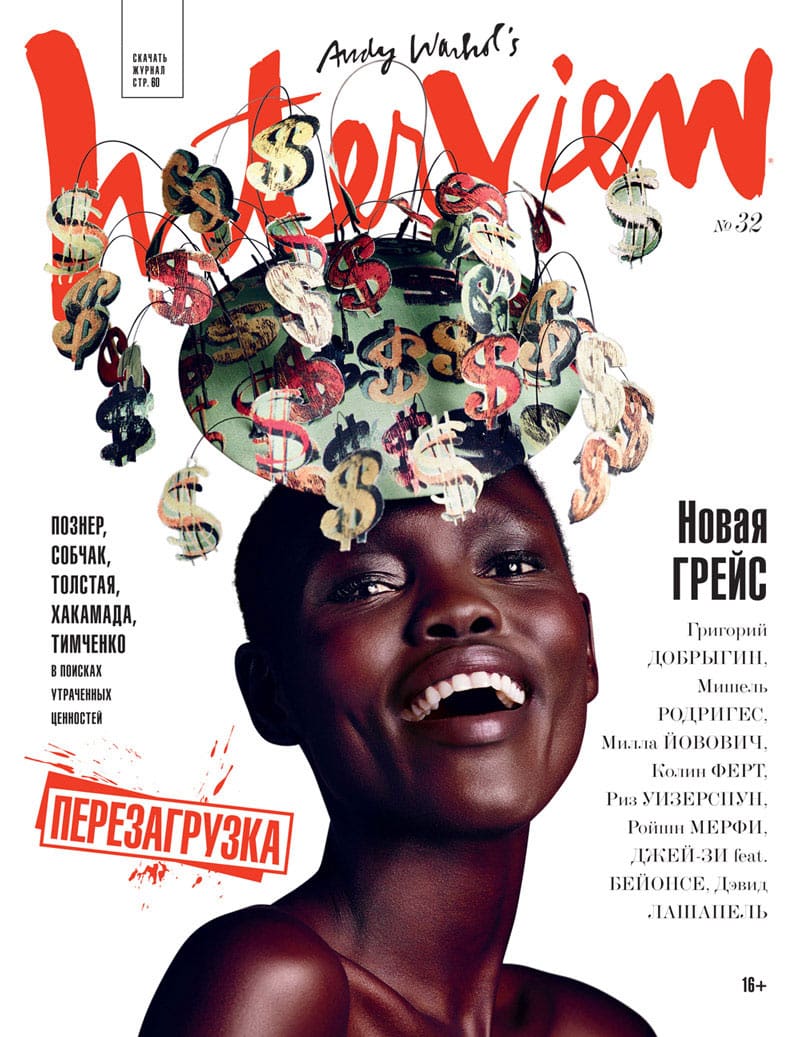 СКАЧАТЬ
ЖУРНАЛ
СТР. 60
Andy Warhol's
Interview
№ 32
ПОЗНЕР,
СОБЧАК,
ТОЛСТАЯ,
ХАКАМАДА,
ТИМЧЕНКО
В ПОИСКАХ
УТРАЧЕННЫХ
ЦЕННОСТЕЙ
ПЕРЕЗАГРУЗКА
Новая
ГРЕЙС
Григорий
ДОБРЫГИН,
Мишель
РОДРИГЕС,
Милла ЙОВОВИЧ,
Колин ФЕРТ,
Риз УИЗЕРСПУН,
Ройшн МЕРФИ,
ДЖЕЙ-ЗИ feat.
БЕЙОНСЕ, Дэвид
ЛАШАПЕЛЬ
16+